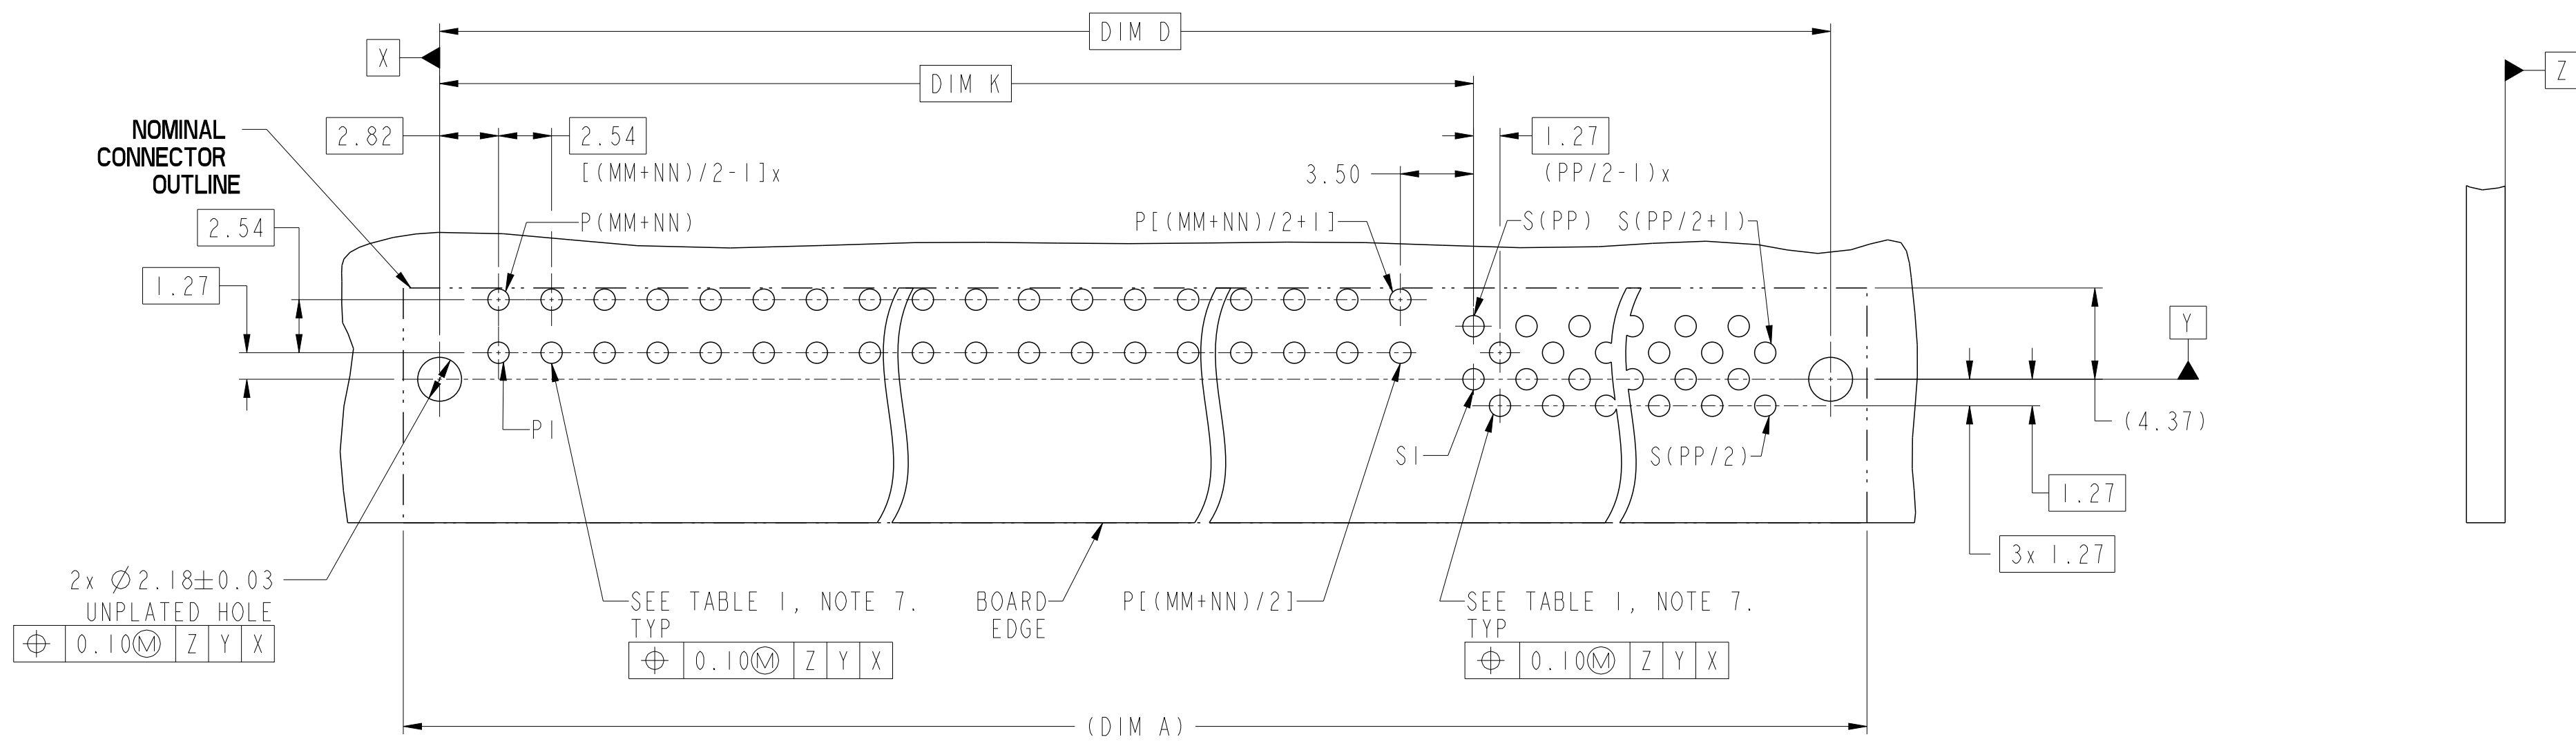 DIM D
X
Z
DIM K
NOMINAL
CONNECTOR
OUTLINE
2.82
2.54
[(MM+NN)/2-1]x
3.50
1.27
(PP/2-1)x
2.54
P(MM+NN)
P[(MM+NN)/2+1]
S(PP)
S(PP/2+1)
1.27
Y
P1
S1
S(PP/2)
(4.37)
1.27
3x 1.27
2x Ø2.18±0.03
UNPLATED HOLE
⌖ 0.10Ⓜ Z Y X
SEE TABLE 1, NOTE 7.
TYP
⌖ 0.10Ⓜ Z Y X
BOARD
EDGE
P[(MM+NN)/2]
SEE TABLE 1, NOTE 7.
TYP
⌖ 0.10Ⓜ Z Y X
(DIM A)